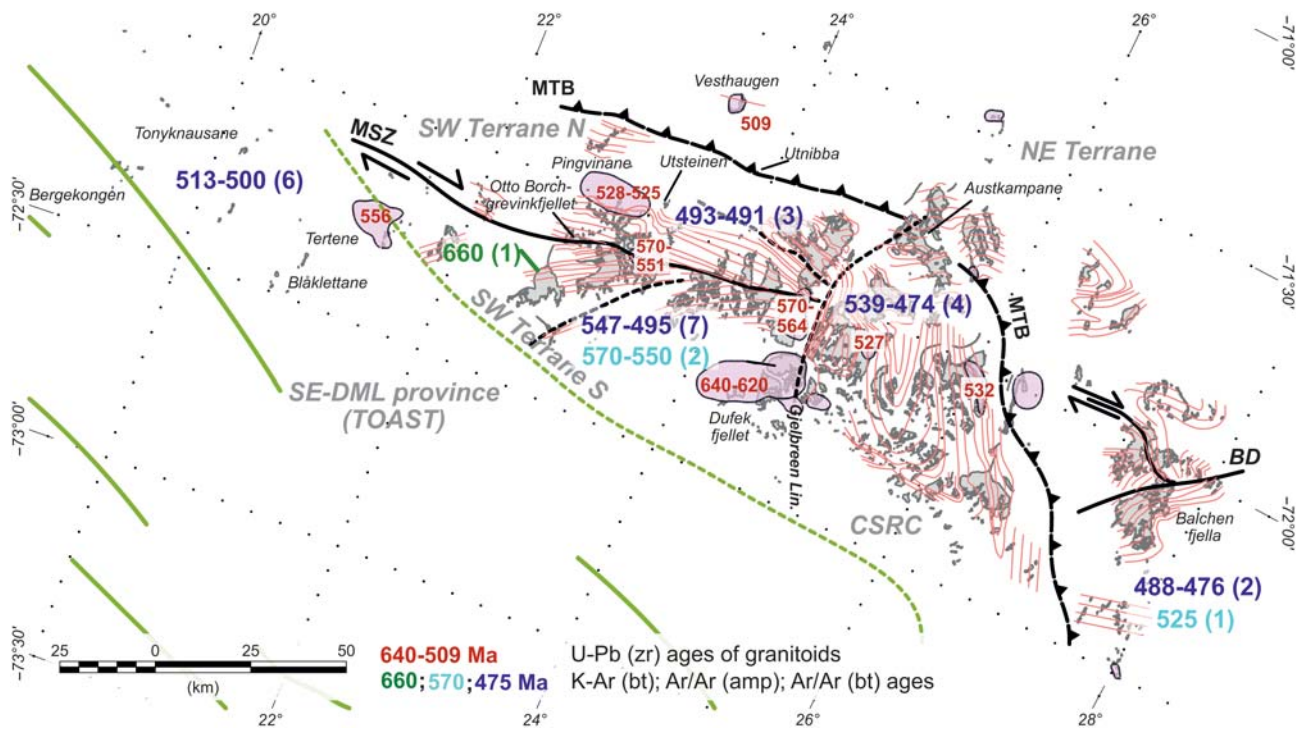 20°
22°
24°
26°
-71°00'
Vesthaugen
MTB
509
Tonyknausane
MSZ
SW Terrane N
NE Terrane
Utnibba
Pingvinane
Utsteinen
513-500 (6)
Otto Borch-
grevinkfjellet
528-525
Austkampane
Bergekongen
-72°30'
556
493-491 (3)
Tertene
660 (1)
570-
551
-71°30'
Blåklettane
SW Terrane S
547-495 (7)
570-
564
539-474 (4)
MTB
570-550 (2)
527
SE-DML province
(TOAST)
640-620
532
Dufek
fjellet
Gjelbreen Lin.
-73°00'
BD
CSRC
Balchen
fjella
-72°00'
488-476 (2)
525 (1)
-73°30'
25 0 25 50
(km)
640-509 Ma U-Pb (zr) ages of granitoids
660;570;475 Ma K-Ar (bt); Ar/Ar (amp); Ar/Ar (bt) ages
22°
24°
26°
28°